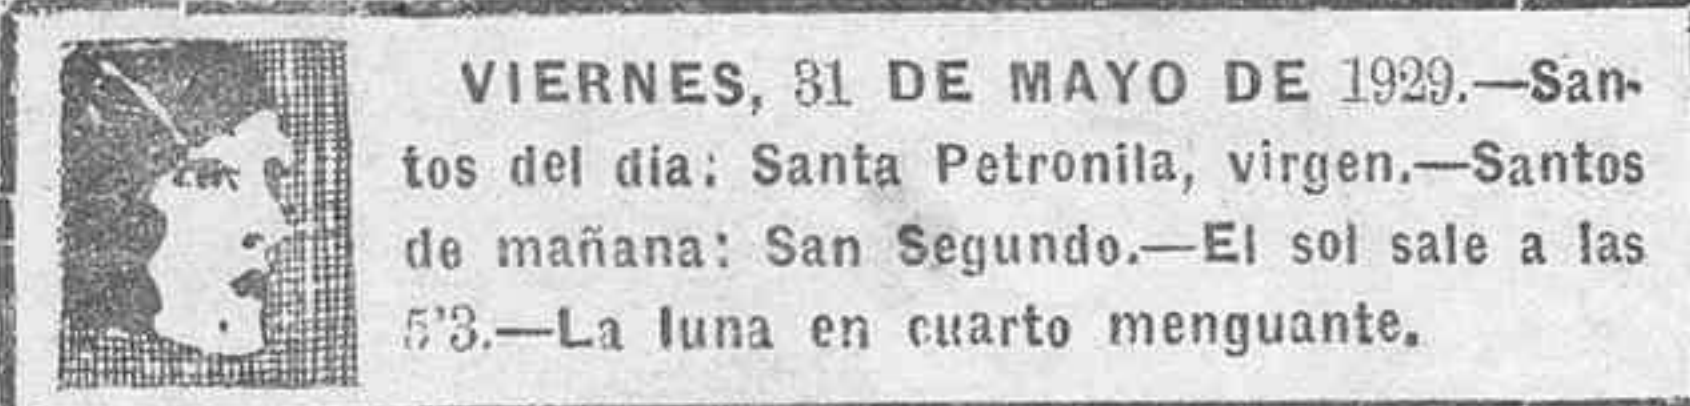 VIERNES, 31 DE MAYO DE 1929.—San-
tos del día: Santa Petronila, virgen.—Santos
de mañana: San Segundo.—El sol sale a las
5'3.—La luna en cuarto menguante.